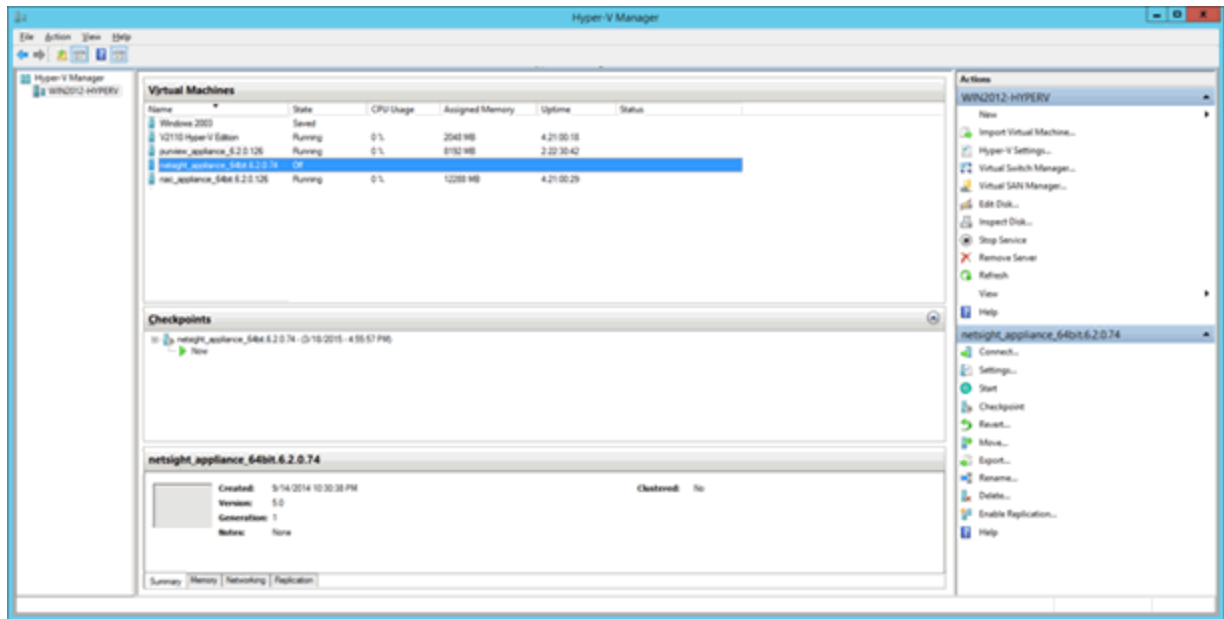 Hyper-V Manager
File Action View Help
Hyper-V Manager
WIN2012-HYPERV
Virtual Machines
Name State CPU Usage Assigned Memory Uptime Status
Windows 2003 Saved
V2110 Hyper-V Edition Running 0 % 2048 MB 4.21:00:18
purview_appliance_6.2.0.126 Running 0 % 8192 MB 2.22:30:42
netsight_appliance_64bit.6.2.0.74 Off
nac_appliance_64bit.6.2.0.126 Running 0 % 12288 MB 4.21:00:29
Checkpoints
netsight_appliance_64bit.6.2.0.74 - (3/18/2015 - 4:55:57 PM)
Now
netsight_appliance_64bit.6.2.0.74
Created: 9/14/2014 10:30:38 PM Clustered: No
Version: 5.0
Generation: 1
Notes: None
Summary Memory Networking Replication
Actions
WIN2012-HYPERV
New
Import Virtual Machine...
Hyper-V Settings...
Virtual Switch Manager...
Virtual SAN Manager...
Edit Disk...
Inspect Disk...
Stop Service
Remove Server
Refresh
View
Help
netsight_appliance_64bit.6.2.0.74
Connect...
Settings...
Start
Checkpoint
Revert...
Move...
Export...
Rename...
Delete...
Enable Replication...
Help